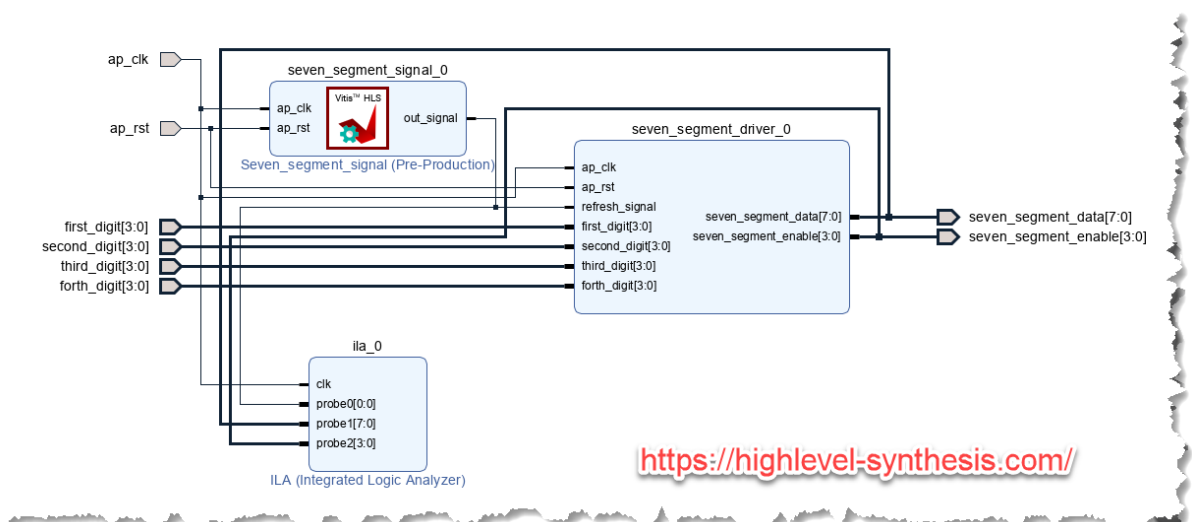 ap_clk
ap_rst
first_digit[3:0]
second_digit[3:0]
third_digit[3:0]
forth_digit[3:0]
seven_segment_signal_0
Vitis™ HLS
ap_clk
ap_rst
out_signal
Seven_segment_signal (Pre-Production)
seven_segment_driver_0
ap_clk
ap_rst
refresh_signal
first_digit[3:0]
second_digit[3:0]
third_digit[3:0]
forth_digit[3:0]
seven_segment_data[7:0]
seven_segment_enable[3:0]
seven_segment_data[7:0]
seven_segment_enable[3:0]
ila_0
clk
probe0[0:0]
probe1[7:0]
probe2[3:0]
ILA (Integrated Logic Analyzer)
https://highlevel-synthesis.com/